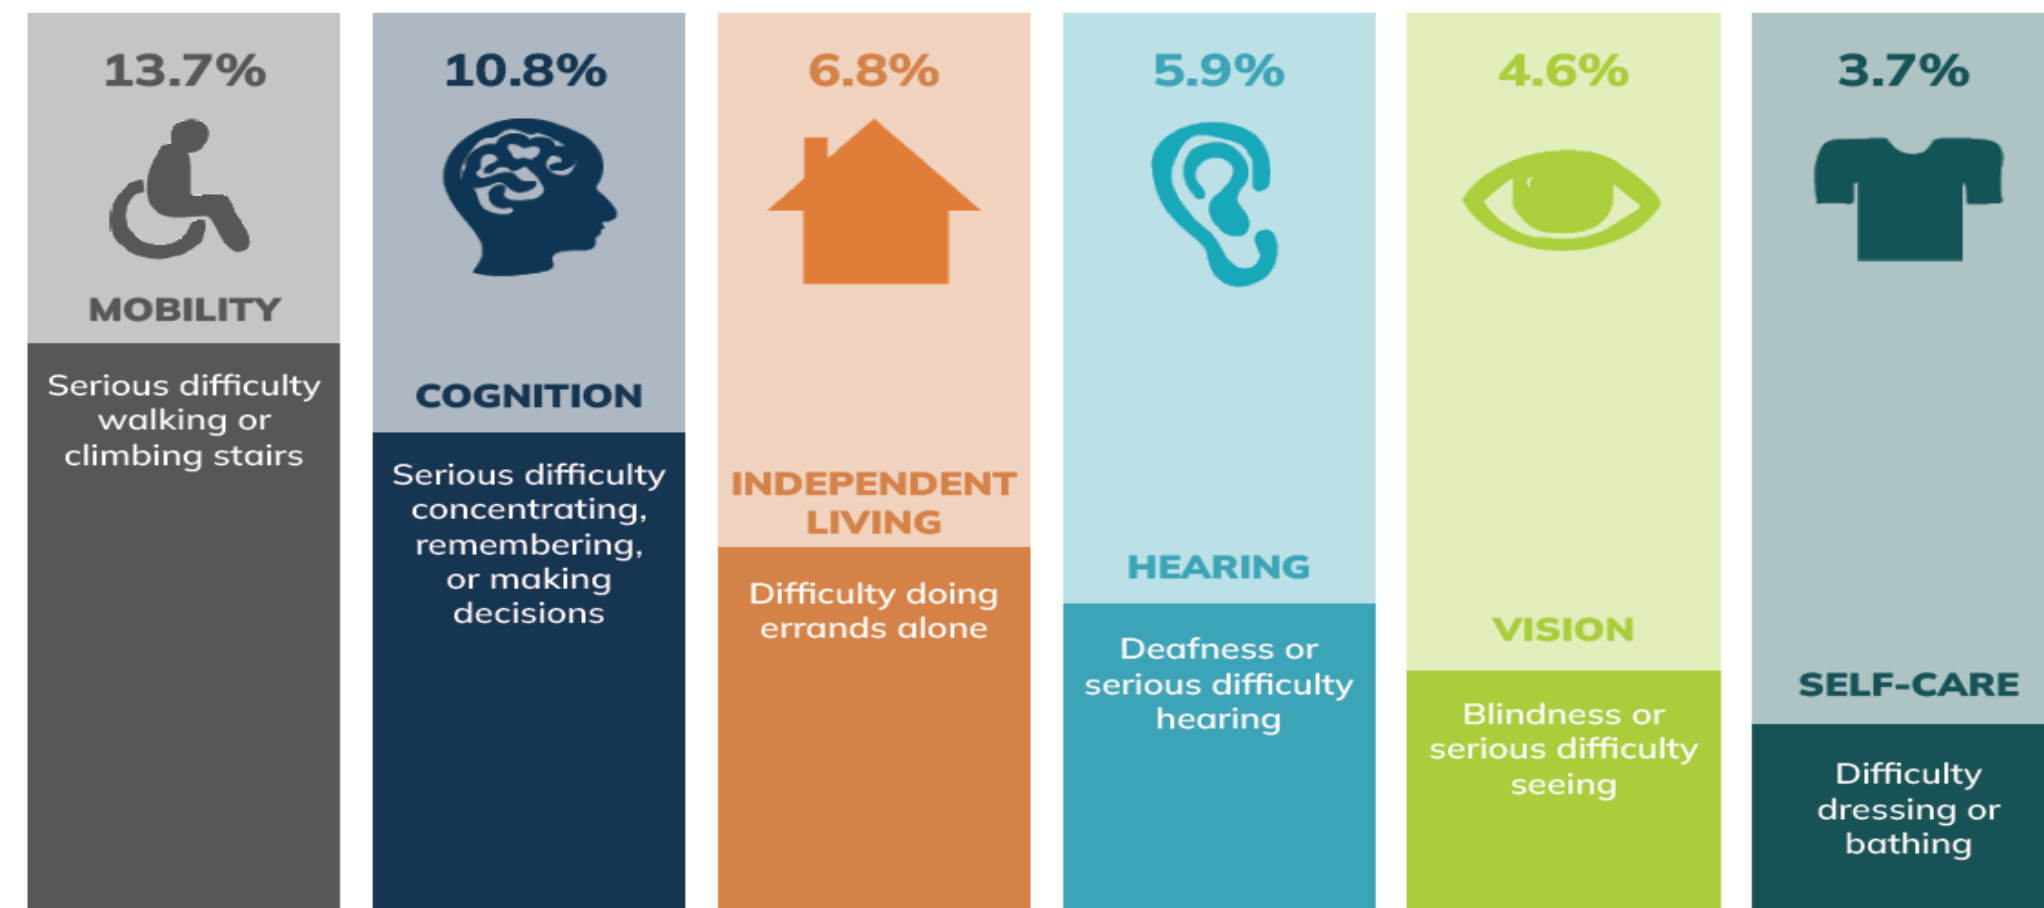 13.7%
MOBILITY
Serious difficulty
walking or
climbing stairs
10.8%
COGNITION
Serious difficulty
concentrating,
remembering,
or making
decisions
6.8%
INDEPENDENT
LIVING
Difficulty doing
errands alone
5.9%
HEARING
Deafness or
serious difficulty
hearing
4.6%
VISION
Blindness or
serious difficulty
seeing
3.7%
SELF-CARE
Difficulty
dressing or
bathing